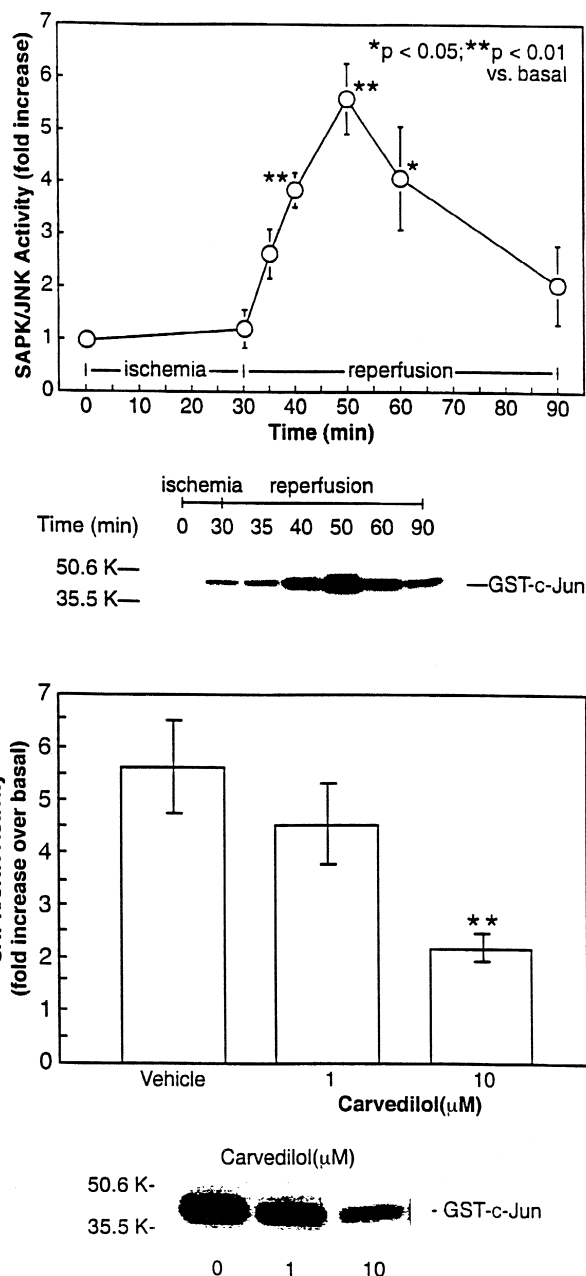 7
6
5
4
3
2
1
0
SAPK/JNK Activity (fold increase)
*p < 0.05;**p < 0.01
vs. basal
**
**
*
ischemia
reperfusion
0 10 20 30 40 50 60 70 80 90
Time (min)
ischemia reperfusion
Time (min) 0 30 35 40 50 60 90
50.6 K—
35.5 K—
—GST-c-Jun
7
6
5
4
3
2
1
0
(fold increase over basal)
**
Vehicle 1 10
Carvedilol(μM)
Carvedilol(μM)
50.6 K-
35.5 K-
- GST-c-Jun
0 1 10